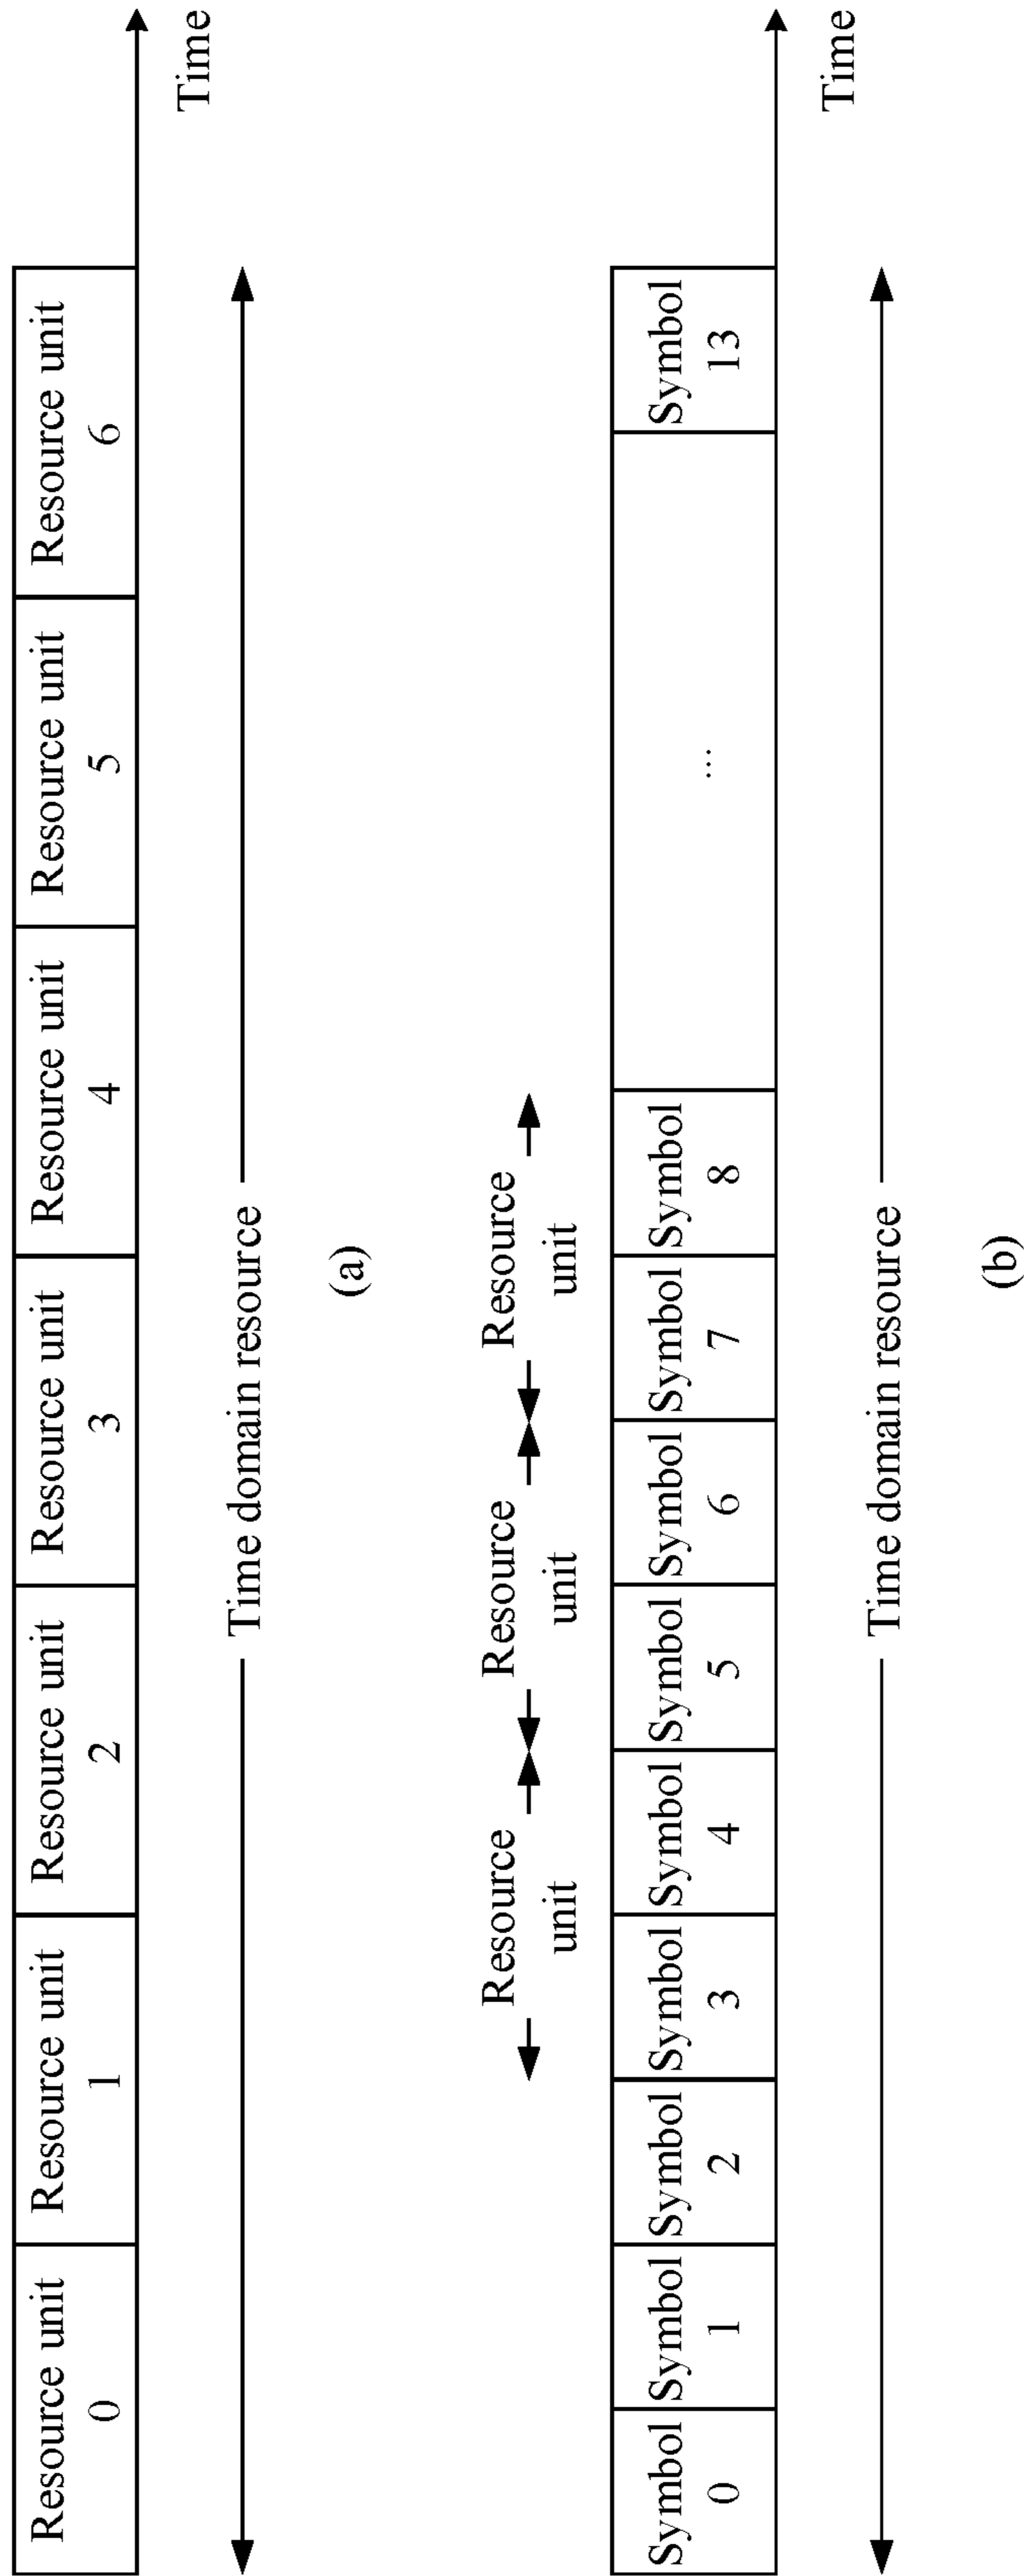 Resource unit
0
Resource unit
1
Resource unit
2
Resource unit
3
Resource unit
4
Resource unit
5
Resource unit
6
Time
Time domain resource
(a)
Resource
unit
Resource
unit
Resource
unit
Symbol
0
Symbol
1
Symbol
2
Symbol
3
Symbol
4
Symbol
5
Symbol
6
Symbol
7
Symbol
8
...
Symbol
13
Time
Time domain resource
(b)